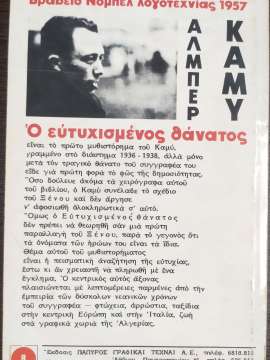 Βραβεῖο Νόμπελ λογοτεχνίας 1957
ΑΛΜΠΕΡ
ΚΑΜΥ
Ὁ εὐτυχισμένος θάνατος
εἶναι τὸ πρῶτο μυθιστόρημα τοῦ Καμύ,
γραμμένο στὸ διάστημα 1936 - 1938, ἀλλὰ μόνο
μετὰ τὸν τραγικὸ θάνατο τοῦ συγγραφέα του
εἶδε γιὰ πρώτη φορὰ τὸ φῶς τῆς δημοσιότητας.
Ὅσο δούλευε ἀκόμα τὰ χειρόγραφα αὐτοῦ
τοῦ βιβλίου, ὁ Καμὺ συνέλαβε τὸ σχέδιο
τοῦ Ξένου καὶ δὲν ἄργησε
ν' ἀφοσιωθῆ ὁλοκληρωτικὰ σ' αὐτό.
Ὅμως ὁ Εὐτυχισμένος θάνατος
δὲν πρέπει νὰ θεωρηθῆ σὰν μιὰ πρώτη
παραλλαγὴ τοῦ Ξένου, παρὰ τὸ γεγονὸς ὅτι
τὰ ὀνόματα τῶν ἡρώων του εἶναι τὰ ἴδια.
Θέμα αὐτοῦ τοῦ μυθιστορήματος
εἶναι ἡ πεισματικὴ ἀναζήτηση τῆς εὐτυχίας,
ἔστω κι ἂν χρειαστῆ νὰ πληρωθῆ μὲ ἕνα
ἔγκλημα. Ὁ κεντρικὸς αὐτὸς ἄξονας
πλαισιώνεται μὲ λεπτομέρειες παρμένες ἀπὸ τὴν
ἐμπειρία τῶν δύσκολων νεανικῶν χρόνων
τοῦ συγγραφέα — φτώχεια, ἀρρώστια, ταξίδια
στὴν κεντρικὴ Εὐρώπη καὶ στὴν Ἰταλία, ζωὴ
στὰ γραφικὰ χωριὰ τῆς Ἀλγερίας.
Ἔκδοση ΠΑΠΥΡΟΣ ΓΡΑΦΙΚΑΙ ΤΕΧΝΑΙ Α.Ε.,